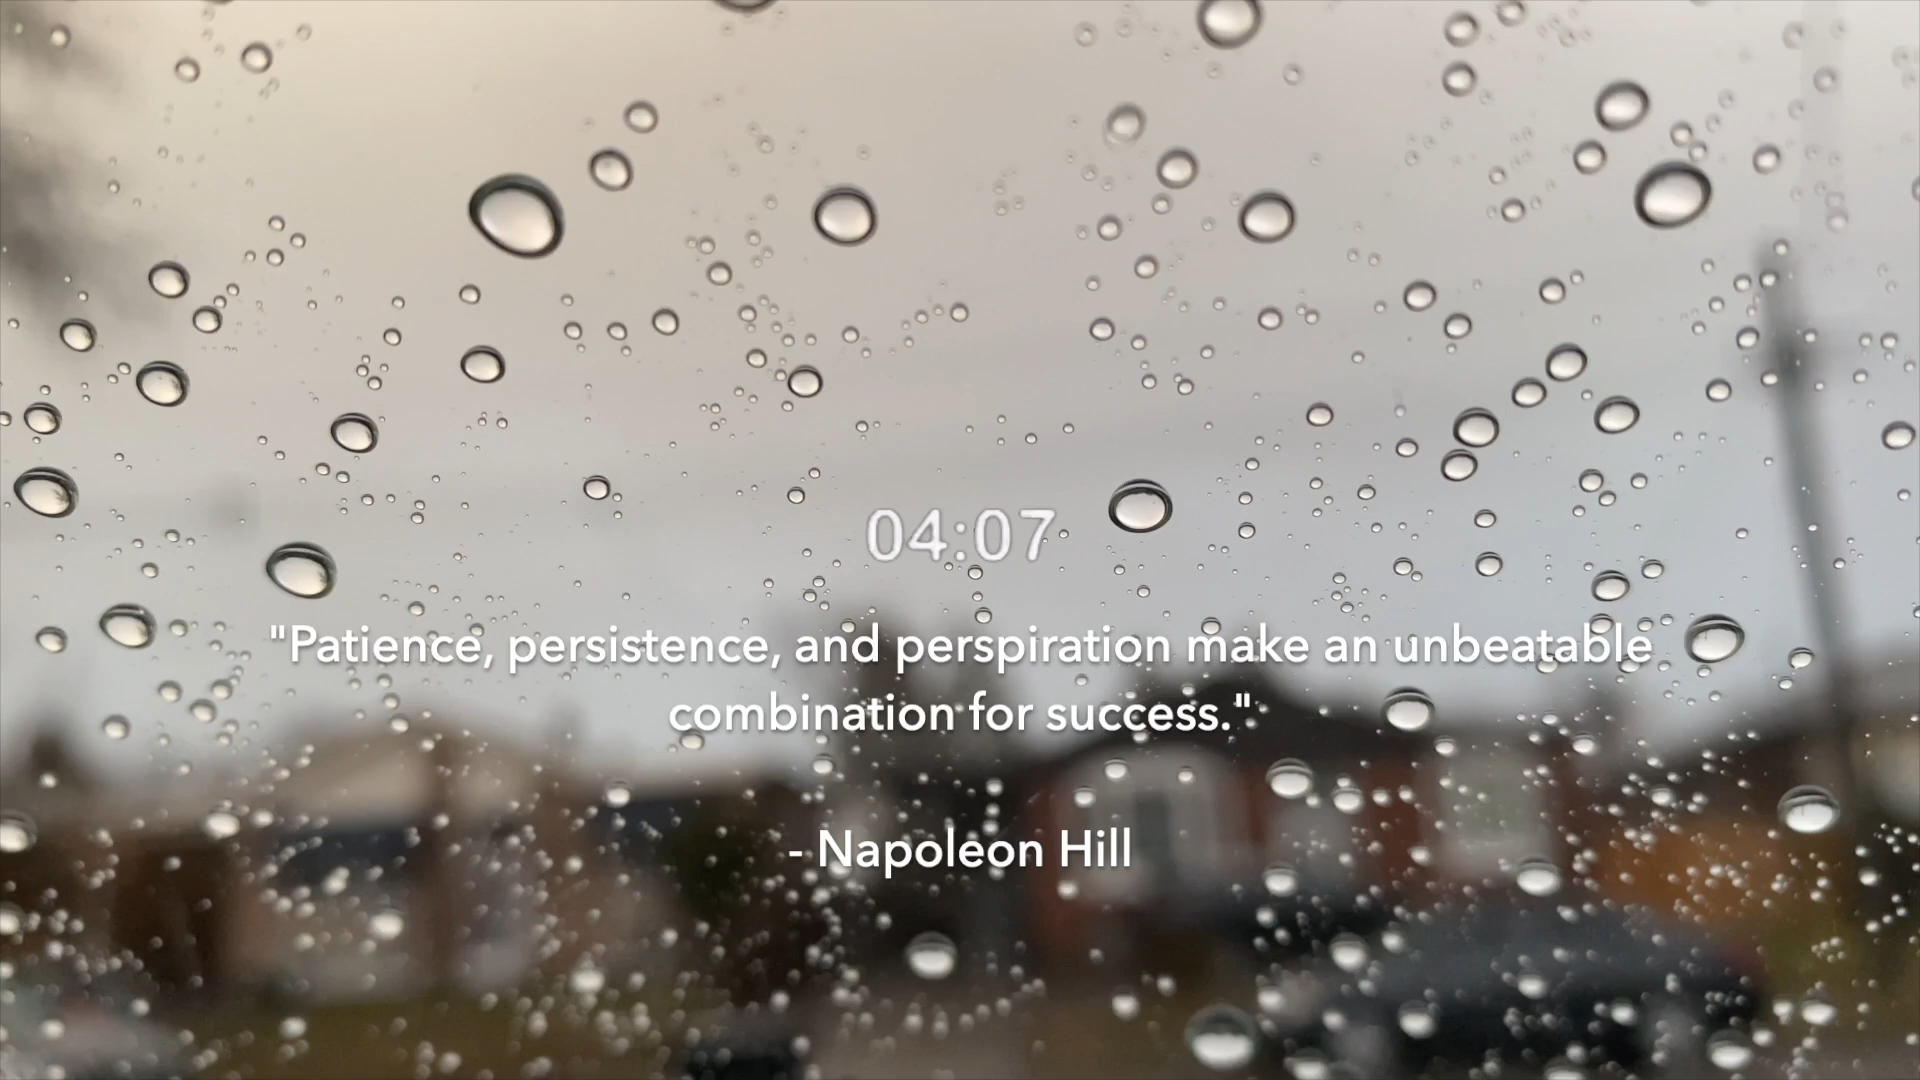 04:07
"Patience, persistence, and perspiration make an unbeatable
combination for success."
- Napoleon Hill